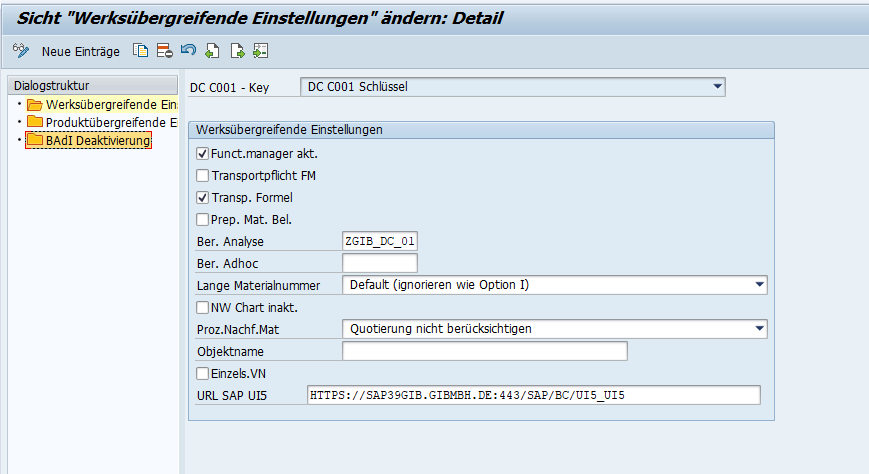 Sicht "Werksübergreifende Einstellungen" ändern: Detail
Neue Einträge
Dialogstruktur
Werksübergreifende Ein
Produktübergreifende E
BAdI Deaktivierung
DC C001 - Key DC C001 Schlüssel
Werksübergreifende Einstellungen
Funct.manager akt.
Transportpflicht FM
Transp. Formel
Prep. Mat. Bel.
Ber. Analyse ZGIB_DC_01
Ber. Adhoc
Lange Materialnummer Default (ignorieren wie Option I)
NW Chart inakt.
Proz.Nachf.Mat Quotierung nicht berücksichtigen
Objektname
Einzels.VN
URL SAP UI5 HTTPS://SAP39GIB.GIBMBH.DE:443/SAP/BC/UI5_UI5